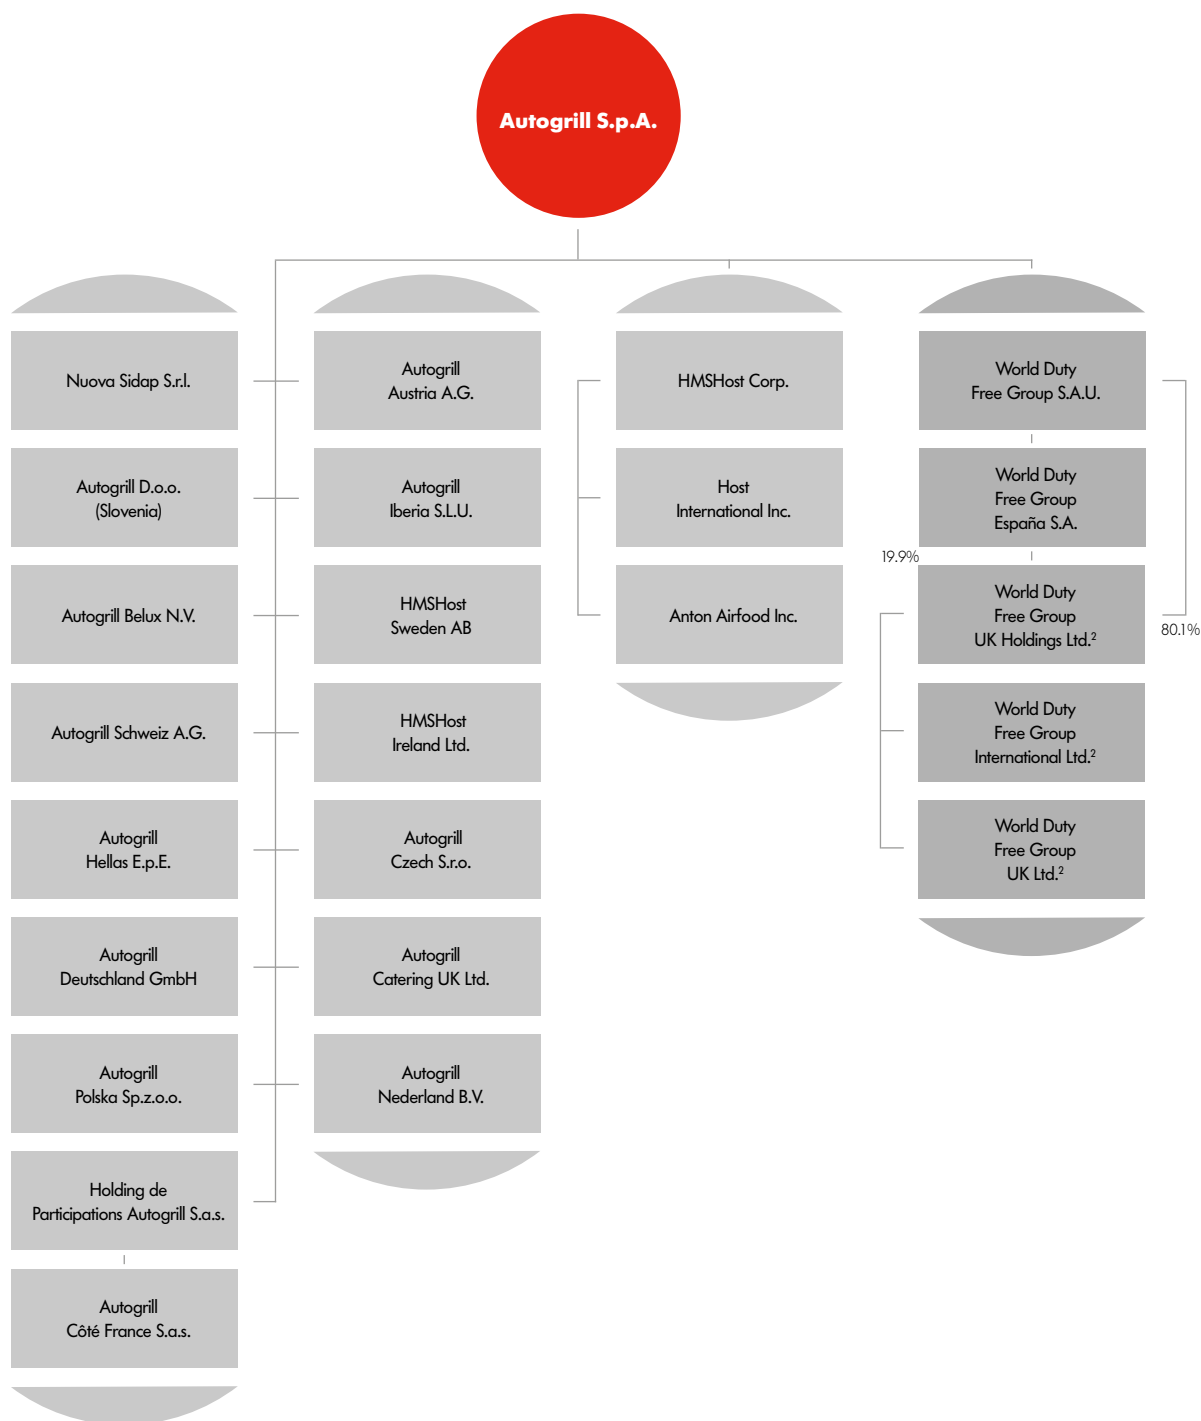 Autogrill S.p.A.
Nuova Sidap S.r.l.
Autogrill D.o.o.
(Slovenia)
Autogrill Belux N.V.
Autogrill Schweiz A.G.
Autogrill
Hellas E.p.E.
Autogrill
Deutschland GmbH
Autogrill
Polska Sp.z.o.o.
Holding de
Participations Autogrill S.a.s.
Autogrill
Côté France S.a.s.
Autogrill
Austria A.G.
Autogrill
Iberia S.L.U.
HMSHost
Sweden AB
HMSHost
Ireland Ltd.
Autogrill
Czech S.r.o.
Autogrill
Catering UK Ltd.
Autogrill
Nederland B.V.
HMSHost Corp.
Host
International Inc.
Anton Airfood Inc.
World Duty
Free Group S.A.U.
World Duty
Free Group
España S.A.
19.9%
World Duty
Free Group
UK Holdings Ltd.²
80.1%
World Duty
Free Group
International Ltd.²
World Duty
Free Group
UK Ltd.²